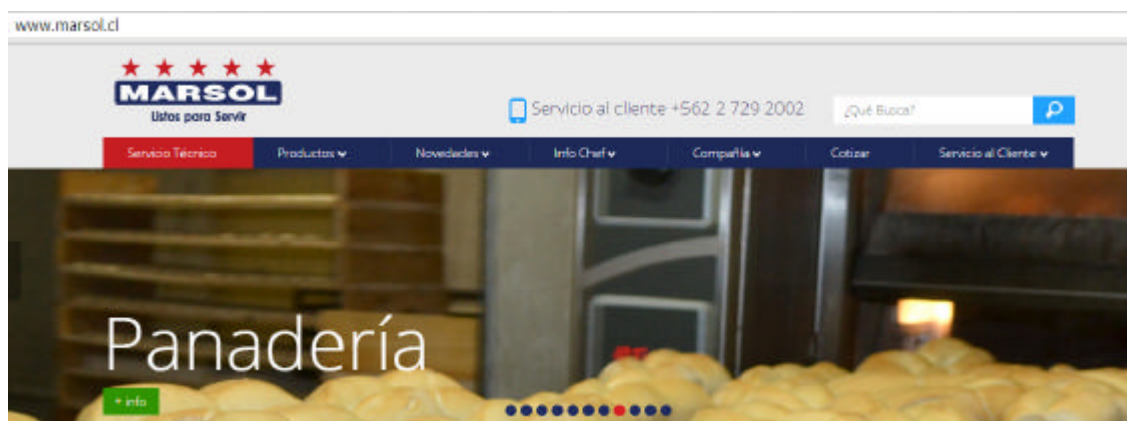 www.marsol.cl
MARSOL
Listos para Servir
Servicio al cliente +562 2 729 2002
¿Qué Busca?
Servicio Técnico Productos Novedades Info Chef Compañía Cotizar Servicio al Cliente
Panadería
+ info